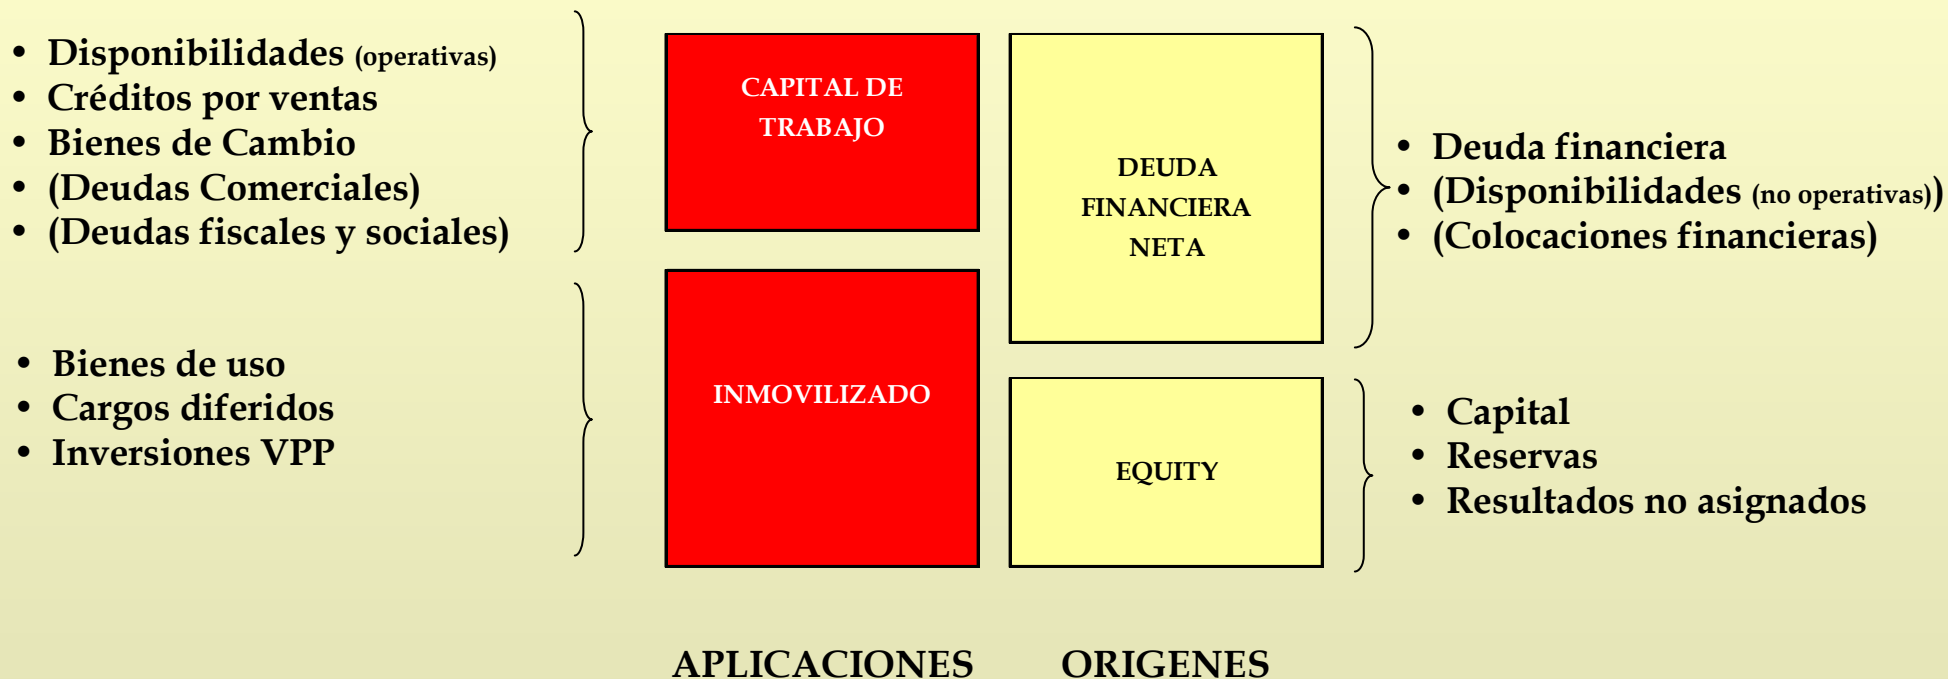 • Disponibilidades (operativas)
• Créditos por ventas
• Bienes de Cambio
• (Deudas Comerciales)
• (Deudas fiscales y sociales)
• Bienes de uso
• Cargos diferidos
• Inversiones VPP
CAPITAL DE
TRABAJO
INMOVILIZADO
DEUDA
FINANCIERA
NETA
EQUITY
• Deuda financiera
• (Disponibilidades (no operativas))
• (Colocaciones financieras)
• Capital
• Reservas
• Resultados no asignados
APLICACIONES
ORIGENES